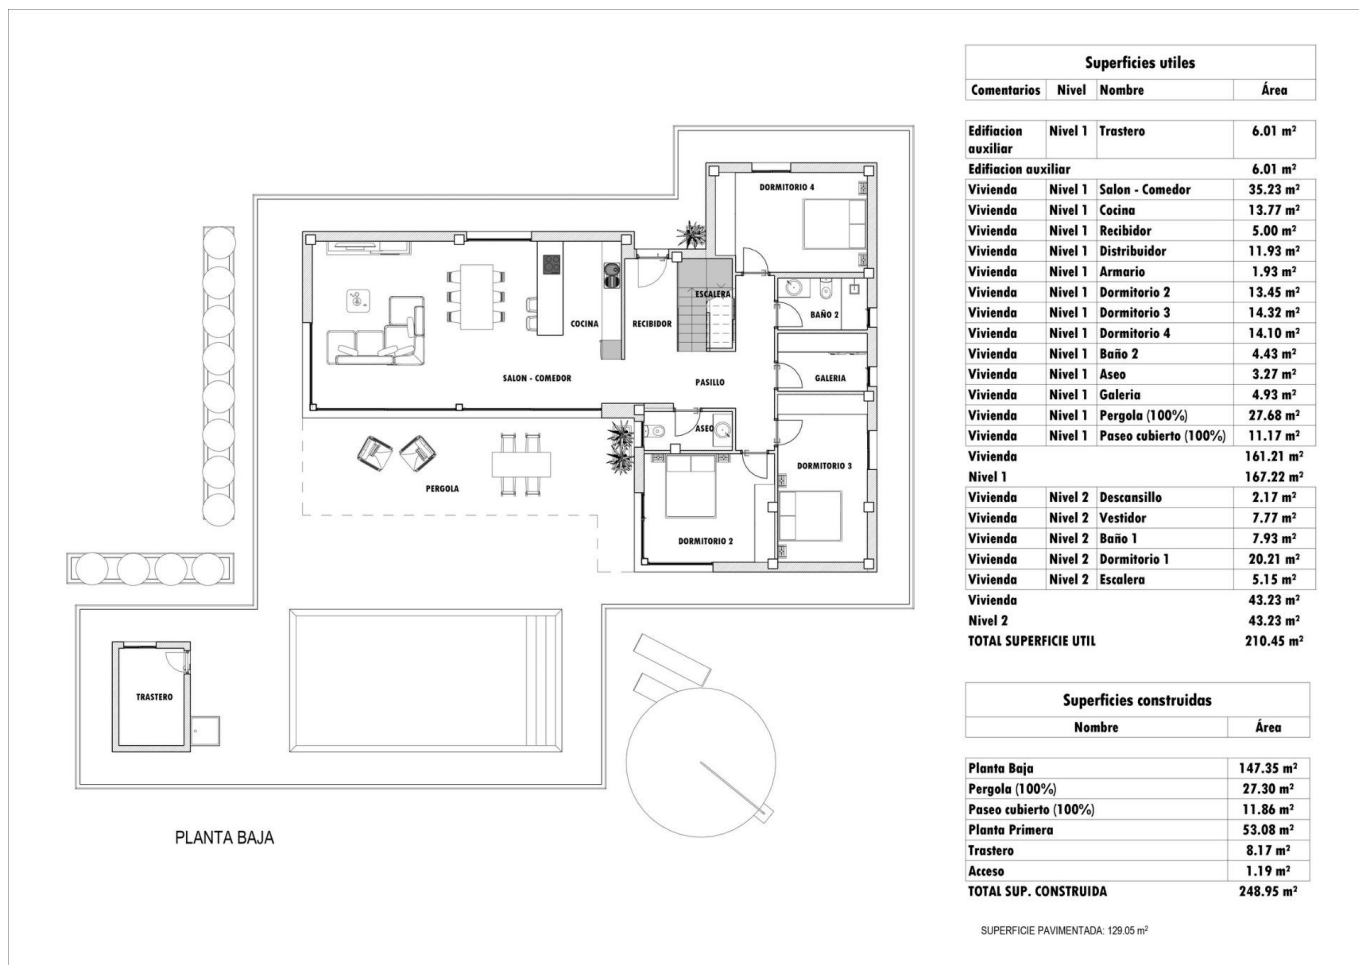 DORMITORIO 4
ESCALERA
BAÑO 2
COCINA
RECIBIDOR
SALON - COMEDOR
PASILLO
GALERIA
ASEO
DORMITORIO 3
PERGOLA
DORMITORIO 2
TRASTERO
PLANTA BAJA
Superficies utiles
Comentarios Nivel Nombre Área
Edifiacion Nivel 1 Trastero 6.01 m²
auxiliar
Edifiacion auxiliar 6.01 m²
Vivienda Nivel 1 Salon - Comedor 35.23 m²
Vivienda Nivel 1 Cocina 13.77 m²
Vivienda Nivel 1 Recibidor 5.00 m²
Vivienda Nivel 1 Distribuidor 11.93 m²
Vivienda Nivel 1 Armario 1.93 m²
Vivienda Nivel 1 Dormitorio 2 13.45 m²
Vivienda Nivel 1 Dormitorio 3 14.32 m²
Vivienda Nivel 1 Dormitorio 4 14.10 m²
Vivienda Nivel 1 Baño 2 4.43 m²
Vivienda Nivel 1 Aseo 3.27 m²
Vivienda Nivel 1 Galeria 4.93 m²
Vivienda Nivel 1 Pergola (100%) 27.68 m²
Vivienda Nivel 1 Paseo cubierto (100%) 11.17 m²
Vivienda 161.21 m²
Nivel 1 167.22 m²
Vivienda Nivel 2 Descansillo 2.17 m²
Vivienda Nivel 2 Vestidor 7.77 m²
Vivienda Nivel 2 Baño 1 7.93 m²
Vivienda Nivel 2 Dormitorio 1 20.21 m²
Vivienda Nivel 2 Escalera 5.15 m²
Vivienda 43.23 m²
Nivel 2 43.23 m²
TOTAL SUPERFICIE UTIL 210.45 m²
Superficies construidas
Nombre Área
Planta Baja 147.35 m²
Pergola (100%) 27.30 m²
Paseo cubierto (100%) 11.86 m²
Planta Primera 53.08 m²
Trastero 8.17 m²
Acceso 1.19 m²
TOTAL SUP. CONSTRUIDA 248.95 m²
SUPERFICIE PAVIMENTADA: 129.05 m²